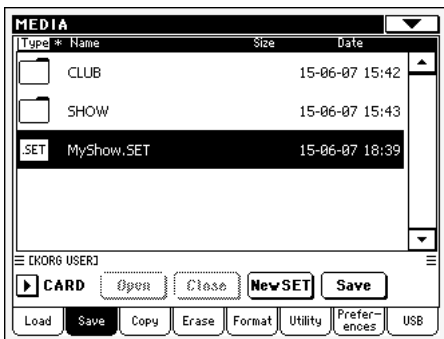 MEDIA
Type * Name Size Date
CLUB 15-06-07 15:42
SHOW 15-06-07 15:43
.SET MyShow.SET 15-06-07 18:39
[KORG USER]
CARD Open Close New SET Save
Load Save Copy Erase Format Utility Prefer-ences USB